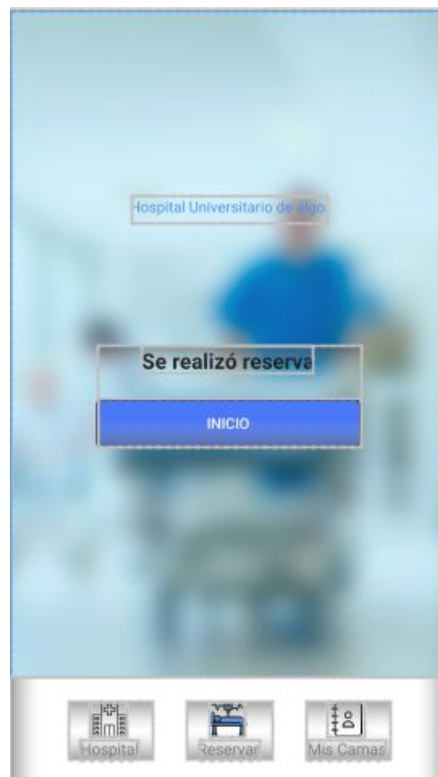 Hospital Universitario de algo
Se realizó reserva
INICIO
Hospital
Reservar
Mis Camas